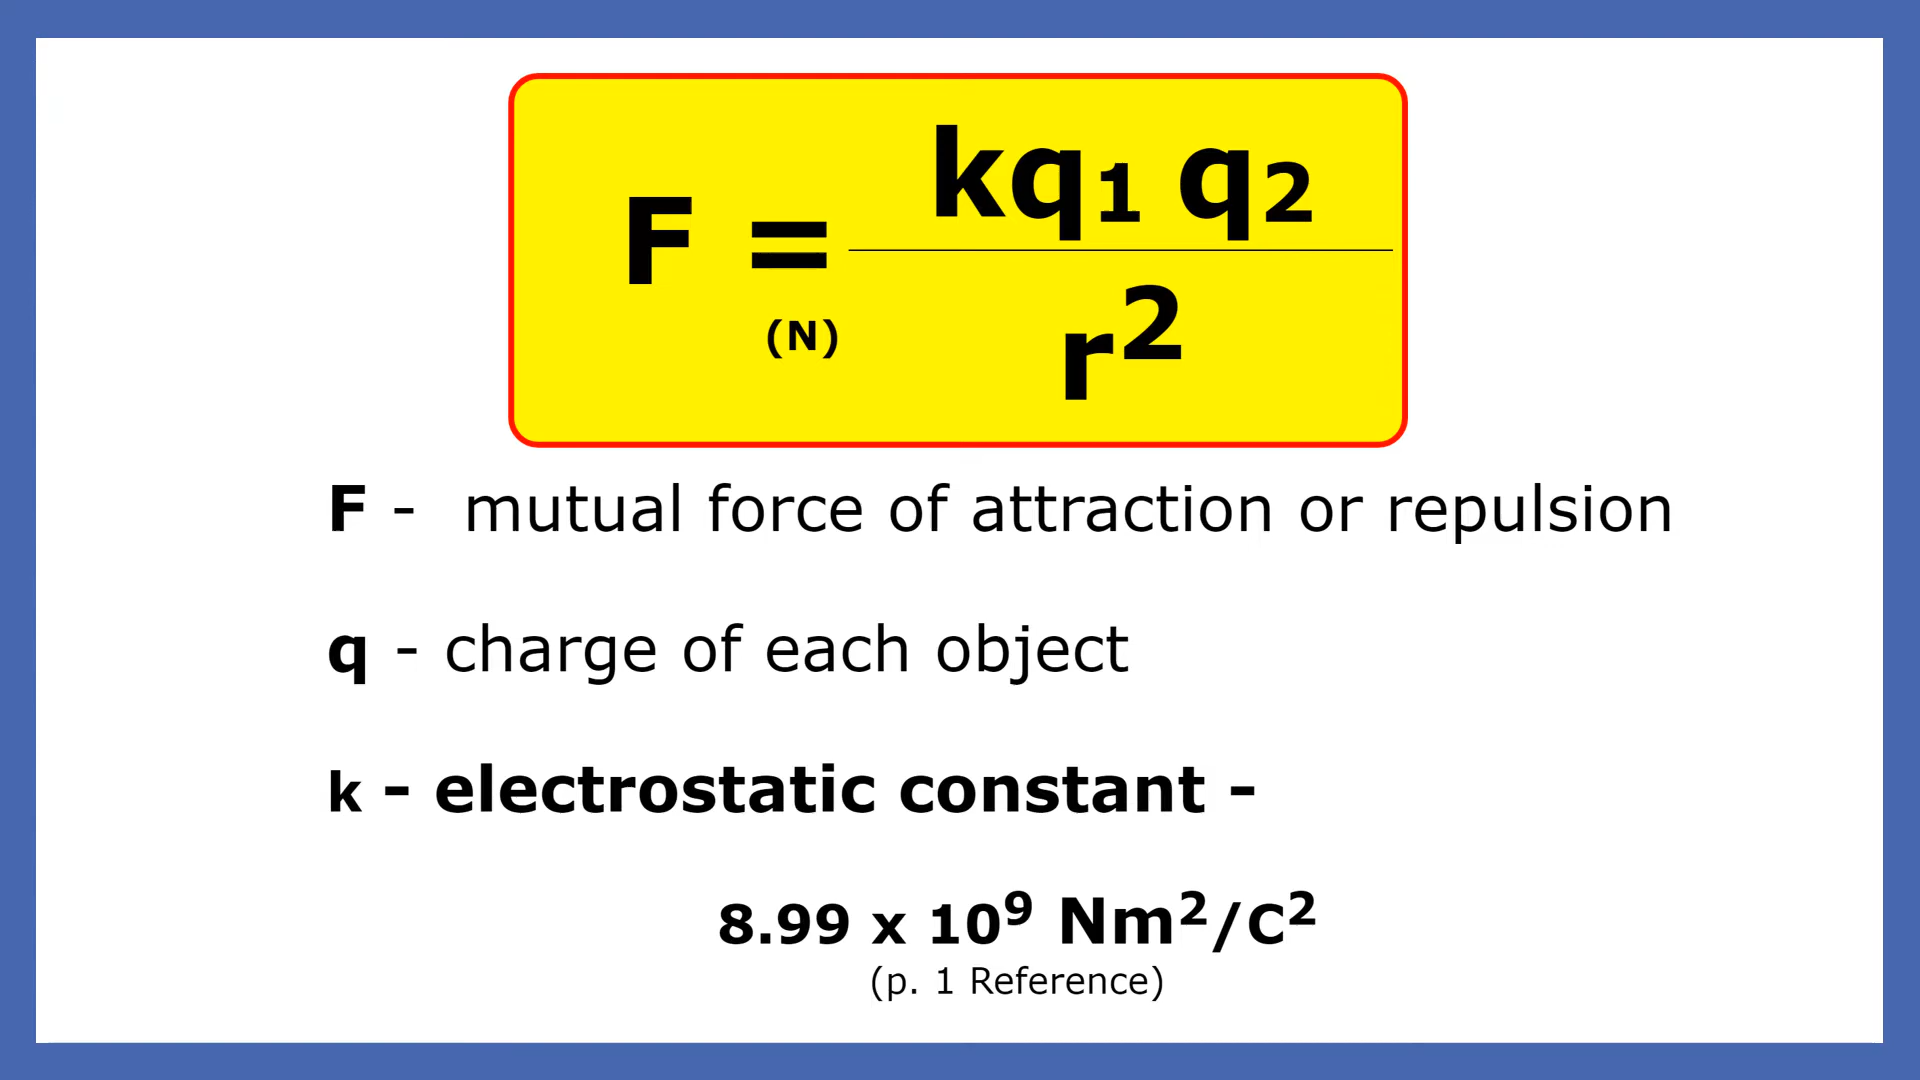 F = kq₁ q₂
(N)
r²
F - mutual force of attraction or repulsion
q - charge of each object
k - electrostatic constant -
8.99 x 10⁹ Nm²/C²
(p. 1 Reference)